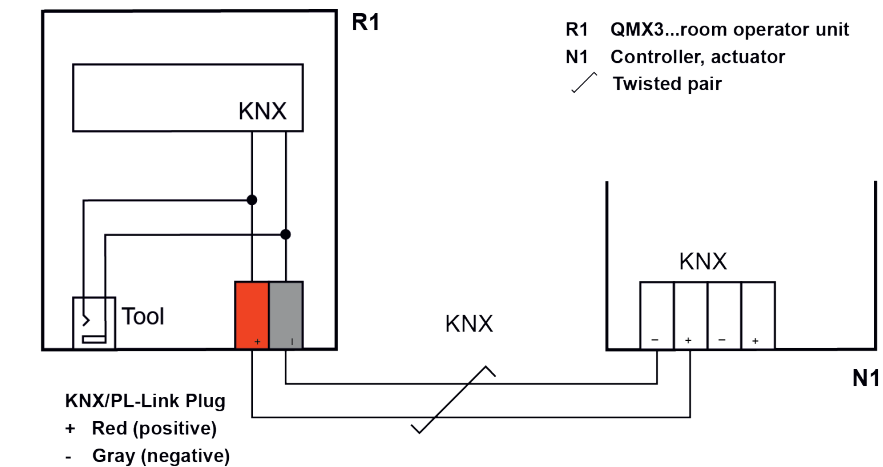 R1
R1 QMX3...room operator unit
N1 Controller, actuator
Twisted pair
KNX
KNX
Tool
KNX
+ –
– + – +
N1
KNX/PL-Link Plug
+ Red (positive)
- Gray (negative)